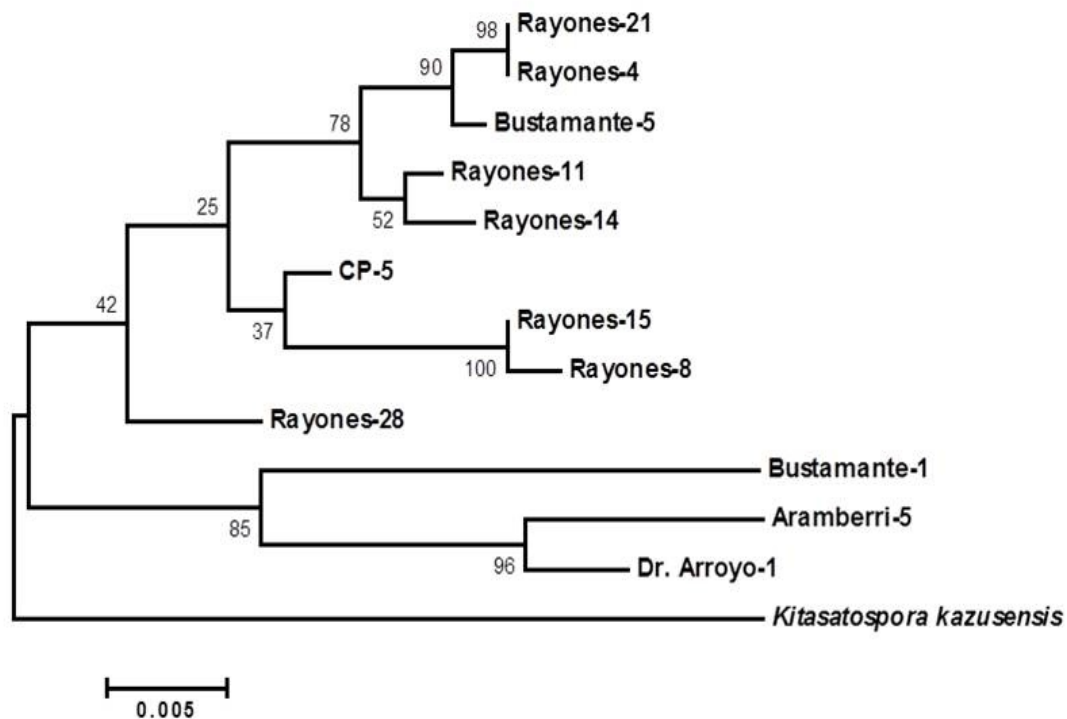 98
Rayones-21
Rayones-4
90
Bustamante-5
78
Rayones-11
52
Rayones-14
25
CP-5
37
Rayones-15
100
Rayones-8
42
Rayones-28
Bustamante-1
85
Aramberri-5
96
Dr. Arroyo-1
Kitasatospora kazusensis
0.005